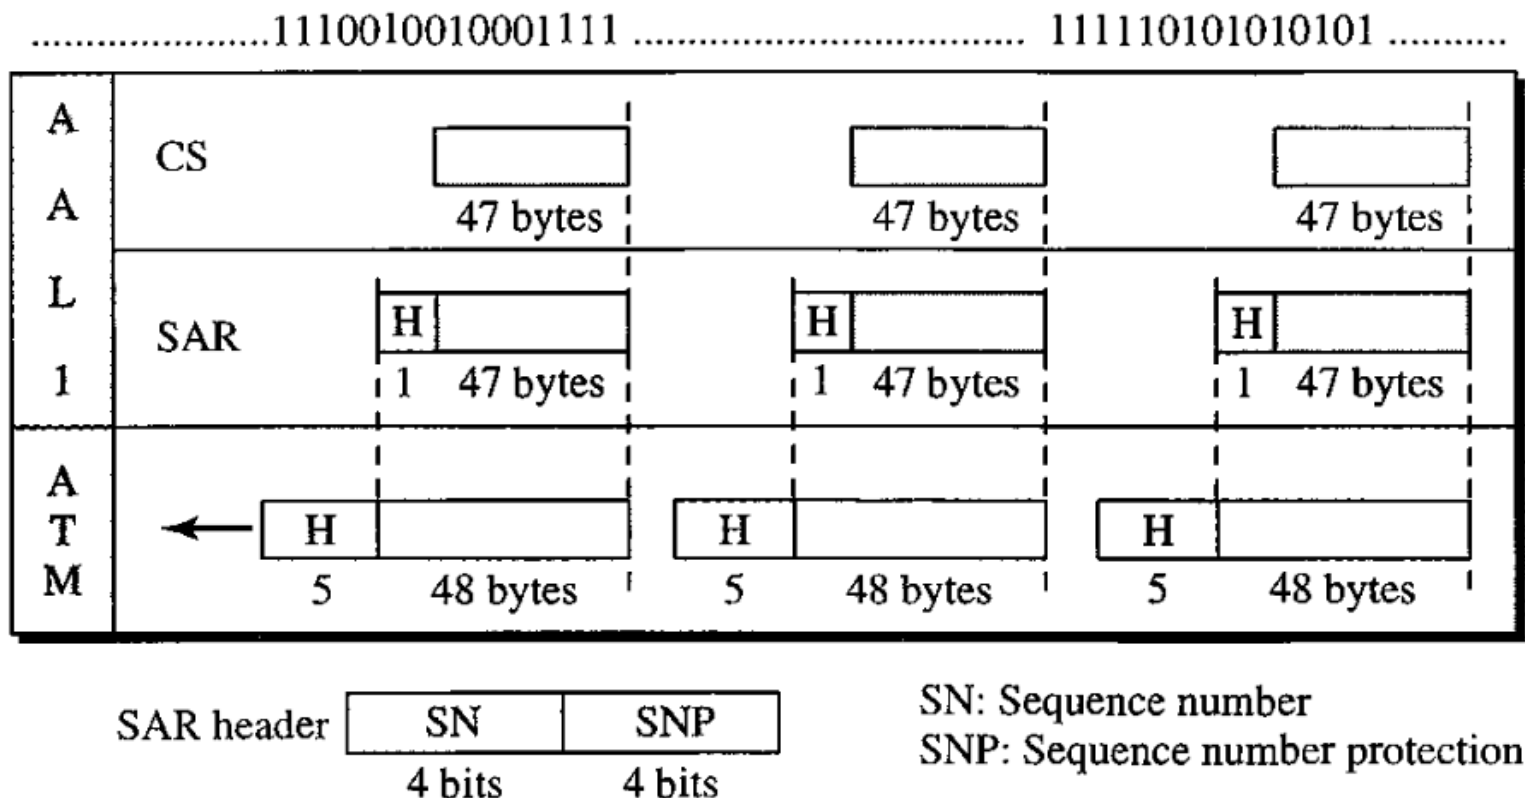 .....................1110010010001111 .................................. 111110101010101 ...........
A
A
L
1
CS
47 bytes 47 bytes 47 bytes
SAR
H H H
1 47 bytes 1 47 bytes 1 47 bytes
A
T
M
H H H
5 48 bytes 5 48 bytes 5 48 bytes
SAR header SN SNP
4 bits 4 bits
SN: Sequence number
SNP: Sequence number protection